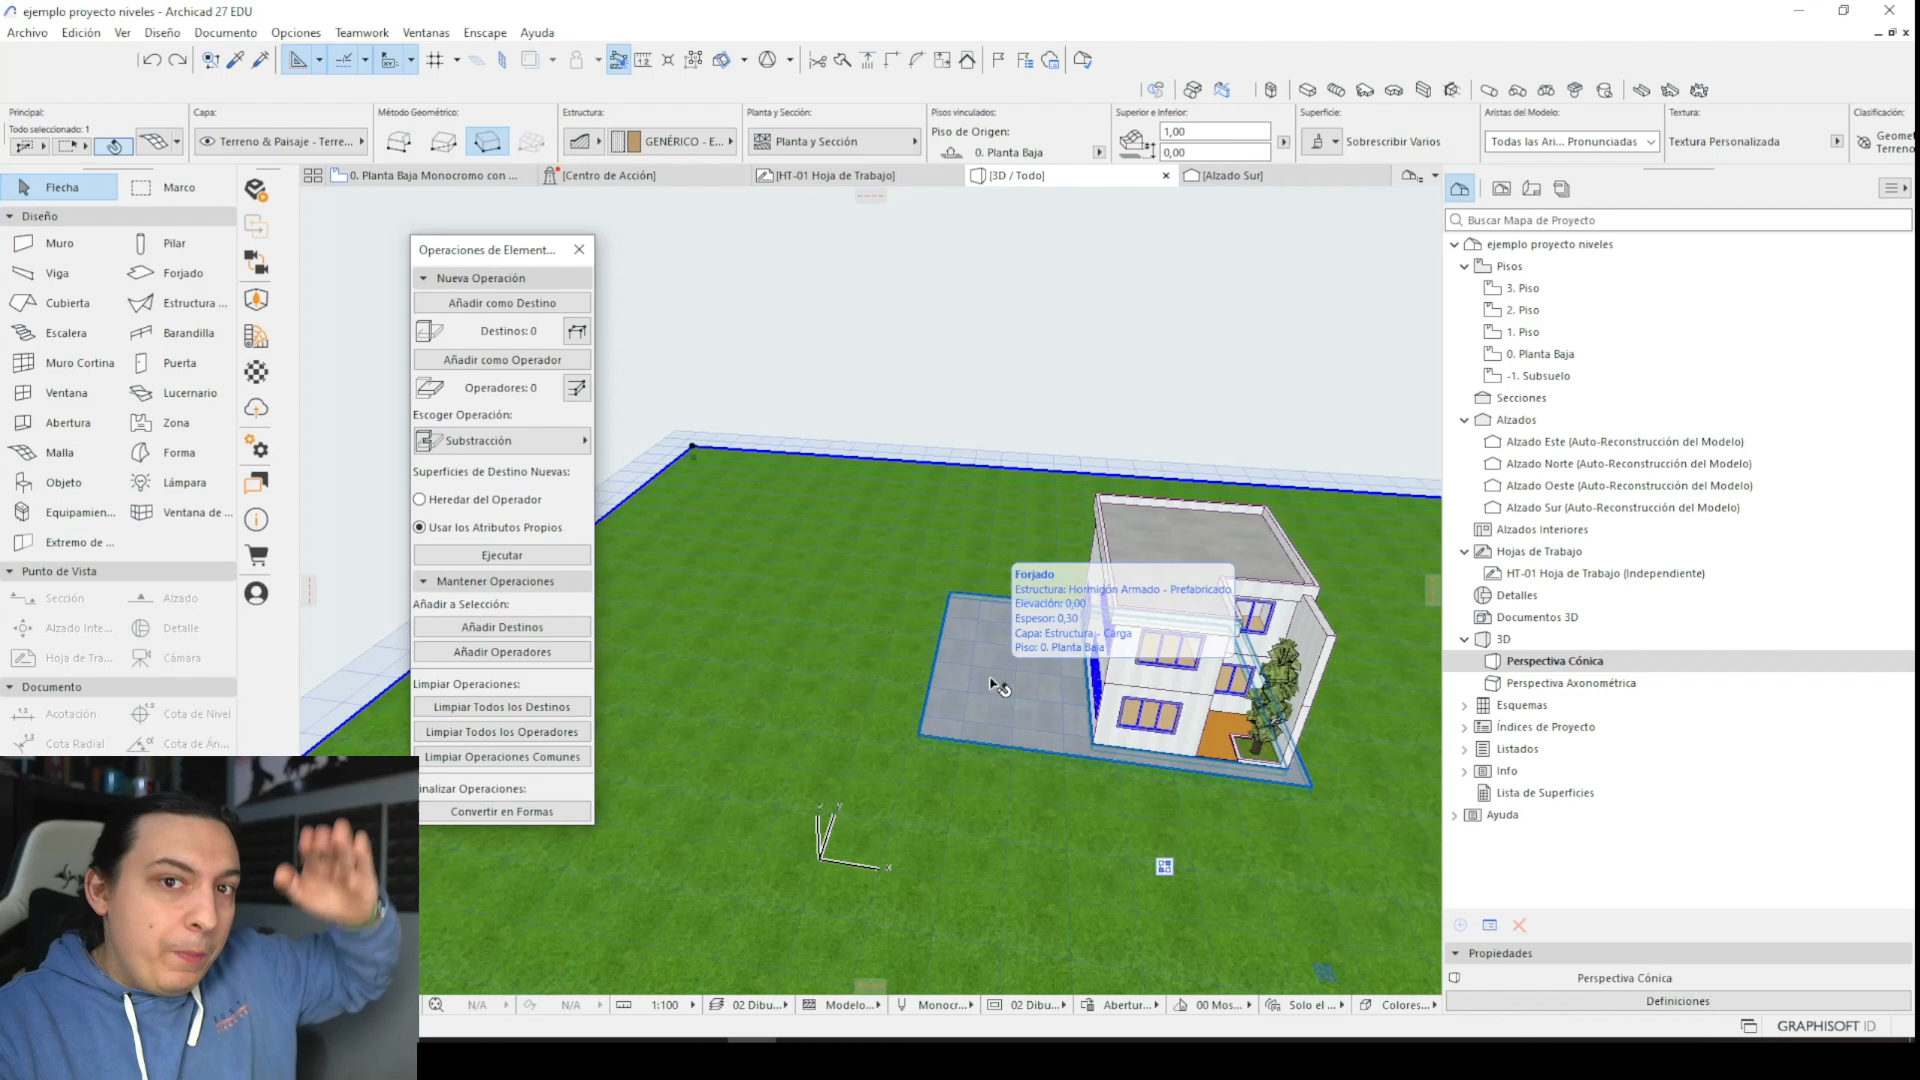 ejemplo proyecto niveles - Archicad 27 EDU
Archivo Edición Ver Diseño Documento Opciones Teamwork Ventanas Enscape Ayuda
Principal: Capa: Método Geométrico: Estructura: Planta y Sección: Pisos vinculados: Superior e Inferior: Superficie: Aristas del Modelo: Textura: Clasificación:
Todo seleccionado: 1
Terreno & Paisaje - Terre...
GENÉRICO - E...
Planta y Sección
Piso de Origen:
0. Planta Baja
1,00
0,00
Sobrescribir Varios
Todas las Ari... Pronunciadas
Textura Personalizada
Geomet
Terreno
0. Planta Baja Monocromo con ...
[Centro de Acción]
[HT-01 Hoja de Trabajo]
[3D / Todo]
[Alzado Sur]
Flecha Marco
Diseño
Muro Pilar
Viga Forjado
Cubierta Estructura ...
Escalera Barandilla
Muro Cortina Puerta
Ventana Lucernario
Abertura Zona
Malla Forma
Objeto Lámpara
Equipamien... Ventana de ...
Extremo de ...
Punto de Vista
Sección Alzado
Alzado Inte... Detalle
Hoja de Tra... Cámara
Documento
Acotación Cota de Nivel
Cota Radial Cota de Án...
Operaciones de Element...
Nueva Operación
Añadir como Destino
Destinos: 0
Añadir como Operador
Operadores: 0
Escoger Operación:
Substracción
Superficies de Destino Nuevas:
Heredar del Operador
Usar los Atributos Propios
Ejecutar
Mantener Operaciones
Añadir a Selección:
Añadir Destinos
Añadir Operadores
Limpiar Operaciones:
Limpiar Todos los Destinos
Limpiar Todos los Operadores
Limpiar Operaciones Comunes
inalizar Operaciones:
Convertir en Formas
Forjado
Estructura: Hormigón Armado - Prefabricado
Elevación: 0,00
Espesor: 0,30
Capa: Estructura - Carga
Piso: 0. Planta Baja
y
x
Buscar Mapa de Proyecto
ejemplo proyecto niveles
Pisos
3. Piso
2. Piso
1. Piso
0. Planta Baja
-1. Subsuelo
Secciones
Alzados
Alzado Este (Auto-Reconstrucción del Modelo)
Alzado Norte (Auto-Reconstrucción del Modelo)
Alzado Oeste (Auto-Reconstrucción del Modelo)
Alzado Sur (Auto-Reconstrucción del Modelo)
Alzados Interiores
Hojas de Trabajo
HT-01 Hoja de Trabajo (Independiente)
Detalles
Documentos 3D
3D
Perspectiva Cónica
Perspectiva Axonométrica
Esquemas
Índices de Proyecto
Listados
Info
Lista de Superficies
Ayuda
Propiedades
Perspectiva Cónica
Definiciones
N/A N/A 1:100 02 Dibu... Modelo... Monocr... 02 Dibu... Abertur... 00 Mos... Solo el ... Colores...
GRAPHISOFT ID